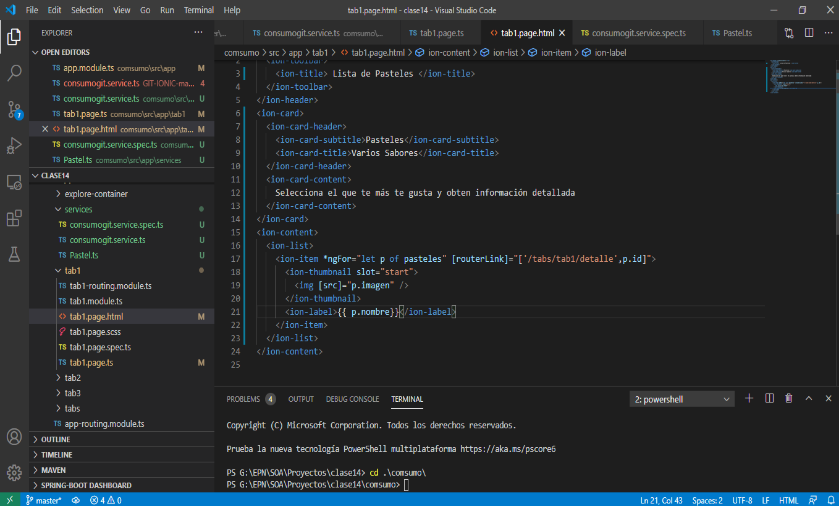 File Edit Selection View Go Run Terminal Help
tab1.page.html - clase14 - Visual Studio Code
EXPLORER
OPEN EDITORS
TS app.module.ts comsumo\src\app M
TS consumogit.service.ts GIT-IONIC-ma... 4
TS consumogit.service.ts comsumo\src\... U
TS tab1.page.ts comsumo\src\app\tab1 M
X <> tab1.page.html comsumo\src\app\ta... M
TS consumogit.service.spec.ts comsum... U
TS Pastel.ts comsumo\src\app\services U
CLASE14
explore-container
services
TS consumogit.service.spec.ts U
TS consumogit.service.ts U
TS Pastel.ts U
tab1
TS tab1-routing.module.ts
TS tab1.module.ts
<> tab1.page.html M
tab1.page.scss
TS tab1.page.spec.ts
TS tab1.page.ts M
tab2
tab3
tabs
TS app-routing.module.ts
OUTLINE
TIMELINE
MAVEN
SPRING-BOOT DASHBOARD
TS consumogit.service.ts comsumo\... TS tab1.page.ts <> tab1.page.html X TS consumogit.service.spec.ts TS Pastel.ts
comsumo > src > app > tab1 > <> tab1.page.html > ion-content > ion-list > ion-item > ion-label
2 <ion-toolbar>
3 <ion-title> Lista de Pasteles </ion-title>
4 </ion-toolbar>
5 </ion-header>
6 <ion-card>
7 <ion-card-header>
8 <ion-card-subtitle>Pasteles</ion-card-subtitle>
9 <ion-card-title>Varios Sabores</ion-card-title>
10 </ion-card-header>
11 <ion-card-content>
12 Selecciona el que te más te gusta y obten información detallada
13 </ion-card-content>
14 </ion-card>
15 <ion-content>
16 <ion-list>
17 <ion-item *ngFor="let p of pasteles" [routerLink]="['/tabs/tab1/detalle',p.id]">
18 <ion-thumbnail slot="start">
19 <img [src]="p.imagen" />
20 </ion-thumbnail>
21 <ion-label>{{ p.nombre}}</ion-label>
22 </ion-item>
23 </ion-list>
24 </ion-content>
25
PROBLEMS 4 OUTPUT DEBUG CONSOLE TERMINAL 2: powershell
Copyright (C) Microsoft Corporation. Todos los derechos reservados.
Prueba la nueva tecnología PowerShell multiplataforma https://aka.ms/pscore6
PS G:\EPN\SOA\Proyectos\clase14> cd .\comsumo\
PS G:\EPN\SOA\Proyectos\clase14\comsumo>
master* 4 0 Ln 21, Col 43 Spaces: 2 UTF-8 LF HTML